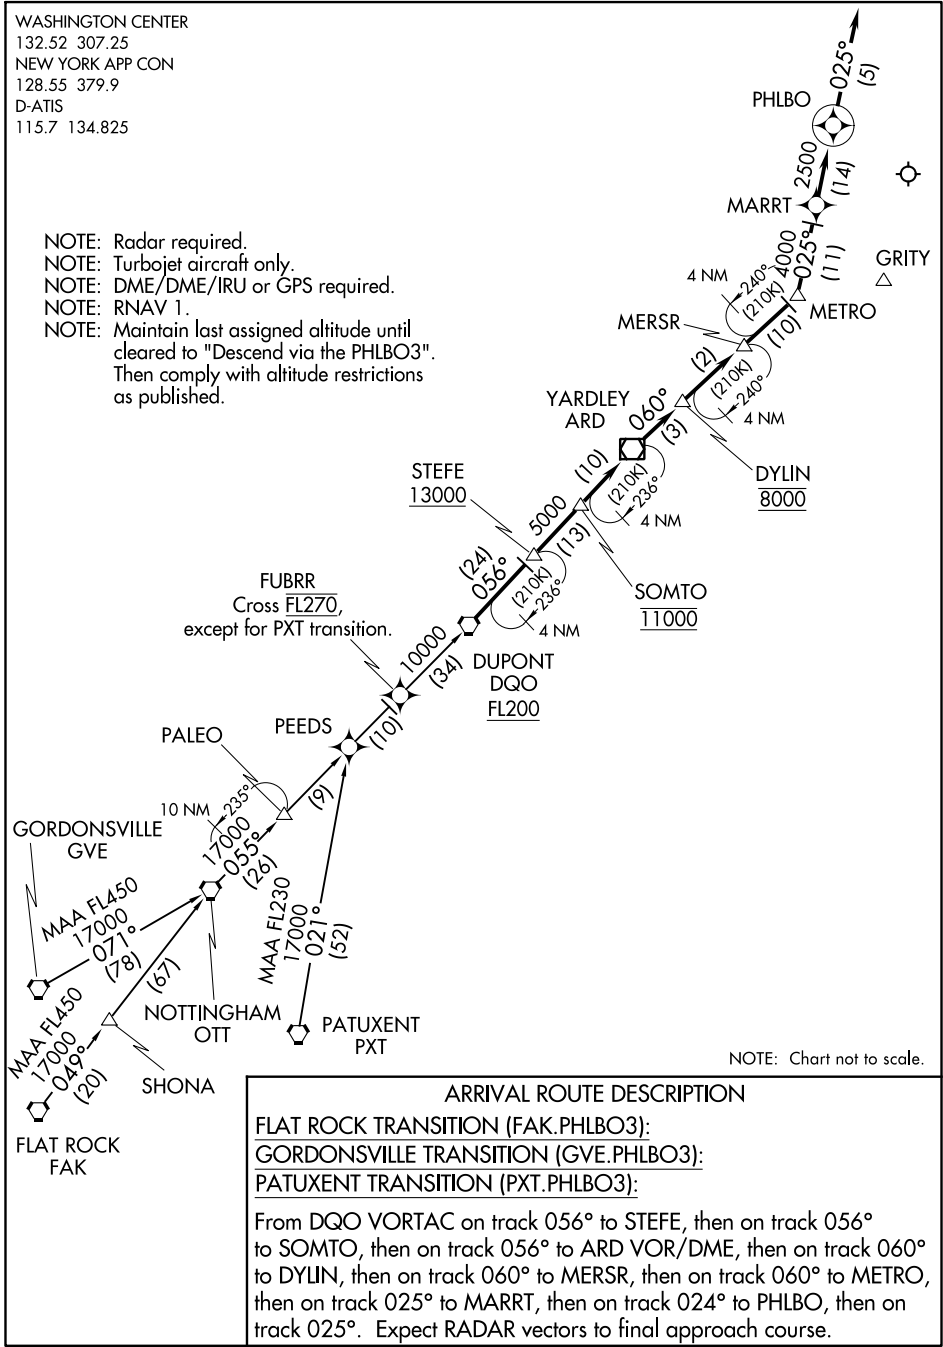 WASHINGTON CENTER
132.52 307.25
NEW YORK APP CON
128.55 379.9
D-ATIS
115.7 134.825
025°
(5)
PHLBO
2500
(14)
MARRT
NOTE: Radar required.
NOTE: Turbojet aircraft only.
NOTE: DME/DME/IRU or GPS required.
NOTE: RNAV 1.
NOTE: Maintain last assigned altitude until
cleared to "Descend via the PHLBO3".
Then comply with altitude restrictions
as published.
4000
025°
(11)
GRITY
4 NM
240°
(210K)
METRO
MERSR
(10)
(2)
(210K)
240°
4 NM
YARDLEY
ARD
060°
(3)
DYLIN
8000
STEFE
13000
(10)
(210K)
236°
4 NM
5000
(13)
SOMTO
11000
(24)
056°
(210K)
236°
4 NM
FUBRR
Cross FL270,
except for PXT transition.
10000
(34)
DUPONT
DQO
FL200
PEEDS
(10)
PALEO
(9)
10 NM
235°
17000
055°
(26)
GORDONSVILLE
GVE
MAA FL450
17000
071°
(78)
MAA FL230
17000
021°
(52)
(67)
NOTTINGHAM
OTT
PATUXENT
PXT
MAA FL450
17000
049°
(20)
SHONA
FLAT ROCK
FAK
NOTE: Chart not to scale.
ARRIVAL ROUTE DESCRIPTION
FLAT ROCK TRANSITION (FAK.PHLBO3):
GORDONSVILLE TRANSITION (GVE.PHLBO3):
PATUXENT TRANSITION (PXT.PHLBO3):
From DQO VORTAC on track 056° to STEFE, then on track 056°
to SOMTO, then on track 056° to ARD VOR/DME, then on track 060°
to DYLIN, then on track 060° to MERSR, then on track 060° to METRO,
then on track 025° to MARRT, then on track 024° to PHLBO, then on
track 025°. Expect RADAR vectors to final approach course.